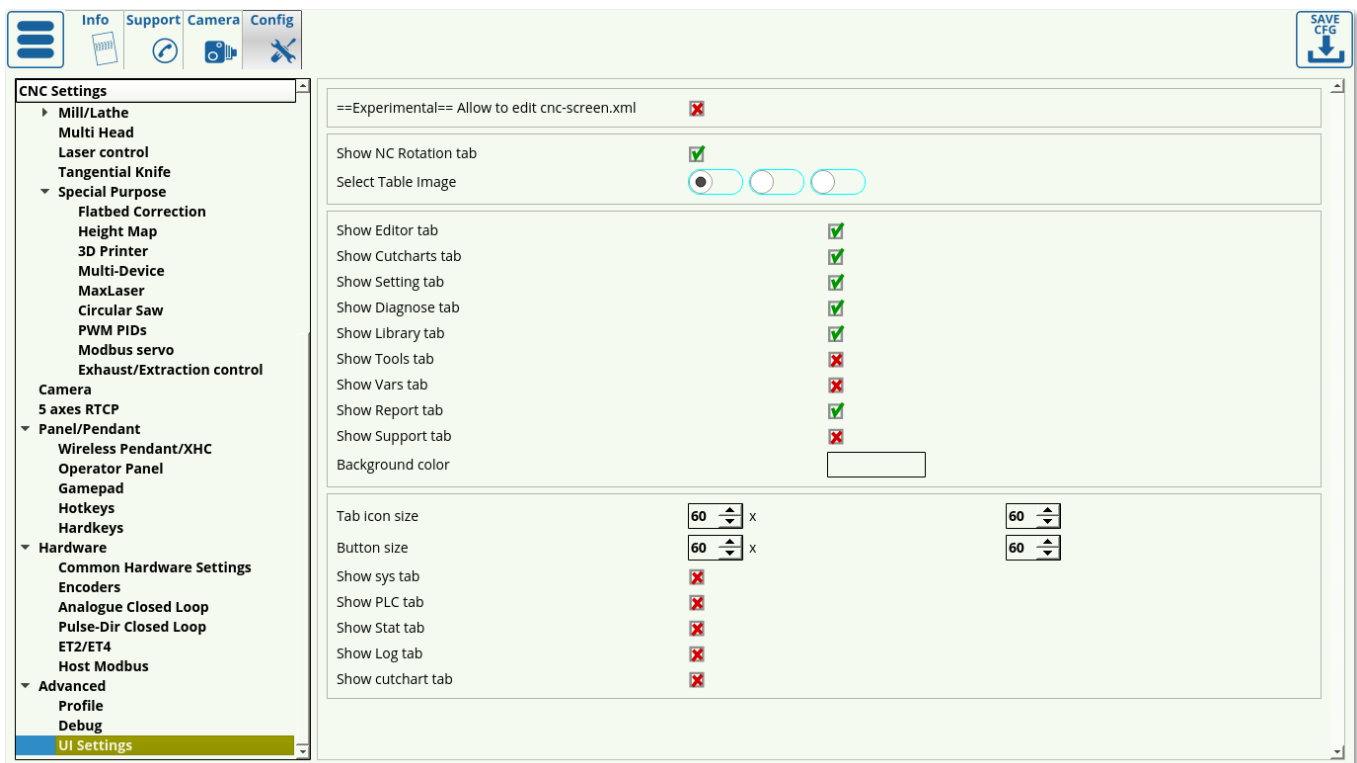 Info Support Camera Config
SAVE
CFG
CNC Settings
Mill/Lathe
Multi Head
Laser control
Tangential Knife
Special Purpose
Flatbed Correction
Height Map
3D Printer
Multi-Device
MaxLaser
Circular Saw
PWM PIDs
Modbus servo
Exhaust/Extraction control
Camera
5 axes RTCP
Panel/Pendant
Wireless Pendant/XHC
Operator Panel
Gamepad
Hotkeys
Hardkeys
Hardware
Common Hardware Settings
Encoders
Analogue Closed Loop
Pulse-Dir Closed Loop
ET2/ET4
Host Modbus
Advanced
Profile
Debug
UI Settings
==Experimental== Allow to edit cnc-screen.xml
Show NC Rotation tab
Select Table Image
Show Editor tab
Show Cutcharts tab
Show Setting tab
Show Diagnose tab
Show Library tab
Show Tools tab
Show Vars tab
Show Report tab
Show Support tab
Background color
Tab icon size 60 x 60
Button size 60 x 60
Show sys tab
Show PLC tab
Show Stat tab
Show Log tab
Show cutchart tab